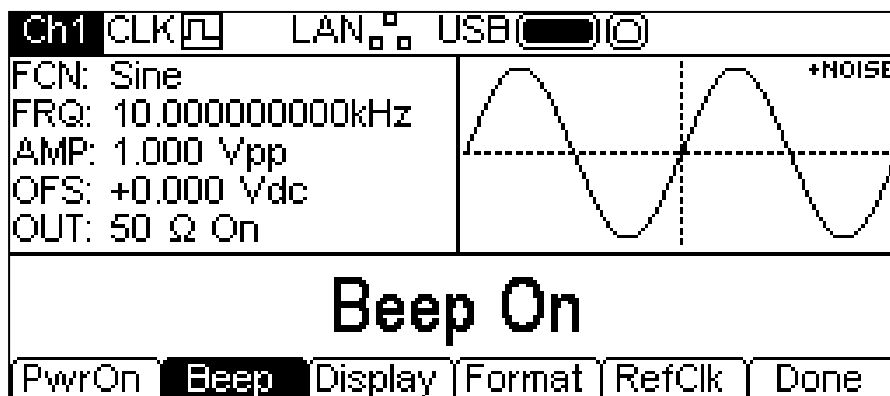 Ch1 CLK LAN USB
FCN: Sine
FRQ: 10.000000000kHz
AMP: 1.000 Vpp
OFS: +0.000 Vdc
OUT: 50 Ω On
+NOISE
Beep On
PwrOn Beep Display Format RefClk Done